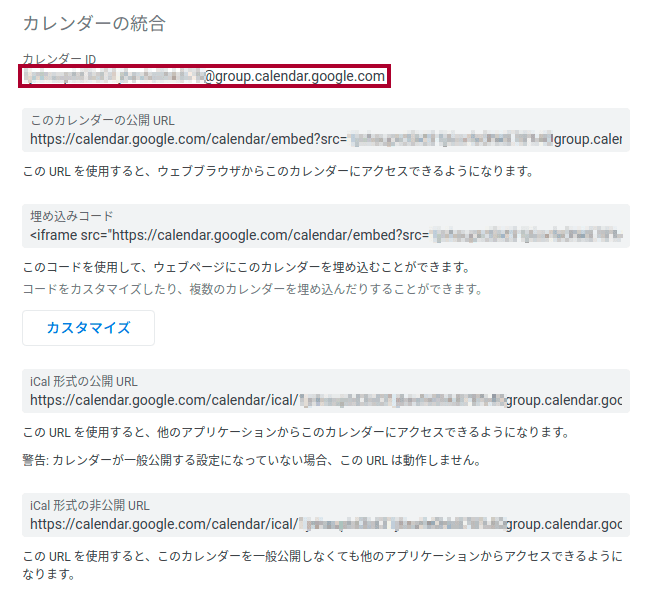 カレンダーの統合
カレンダー ID
@group.calendar.google.com
このカレンダーの公開 URL
https://calendar.google.com/calendar/embed?src= group.caler
この URL を使用すると、ウェブブラウザからこのカレンダーにアクセスできるようになります。
埋め込みコード
<iframe src="https://calendar.google.com/calendar/embed?src=
このコードを使用して、ウェブページにこのカレンダーを埋め込むことができます。
コードをカスタマイズしたり、複数のカレンダーを埋め込んだりすることができます。
カスタマイズ
iCal 形式の公開 URL
https://calendar.google.com/calendar/ical/ group.calendar.goc
この URL を使用すると、他のアプリケーションからこのカレンダーにアクセスできるようになります。
警告: カレンダーが一般公開する設定になっていない場合、この URL は動作しません。
iCal 形式の非公開 URL
https://calendar.google.com/calendar/ical/ group.calendar.goc
この URL を使用すると、このカレンダーを一般公開しなくても他のアプリケーションからアクセスできるように
なります。